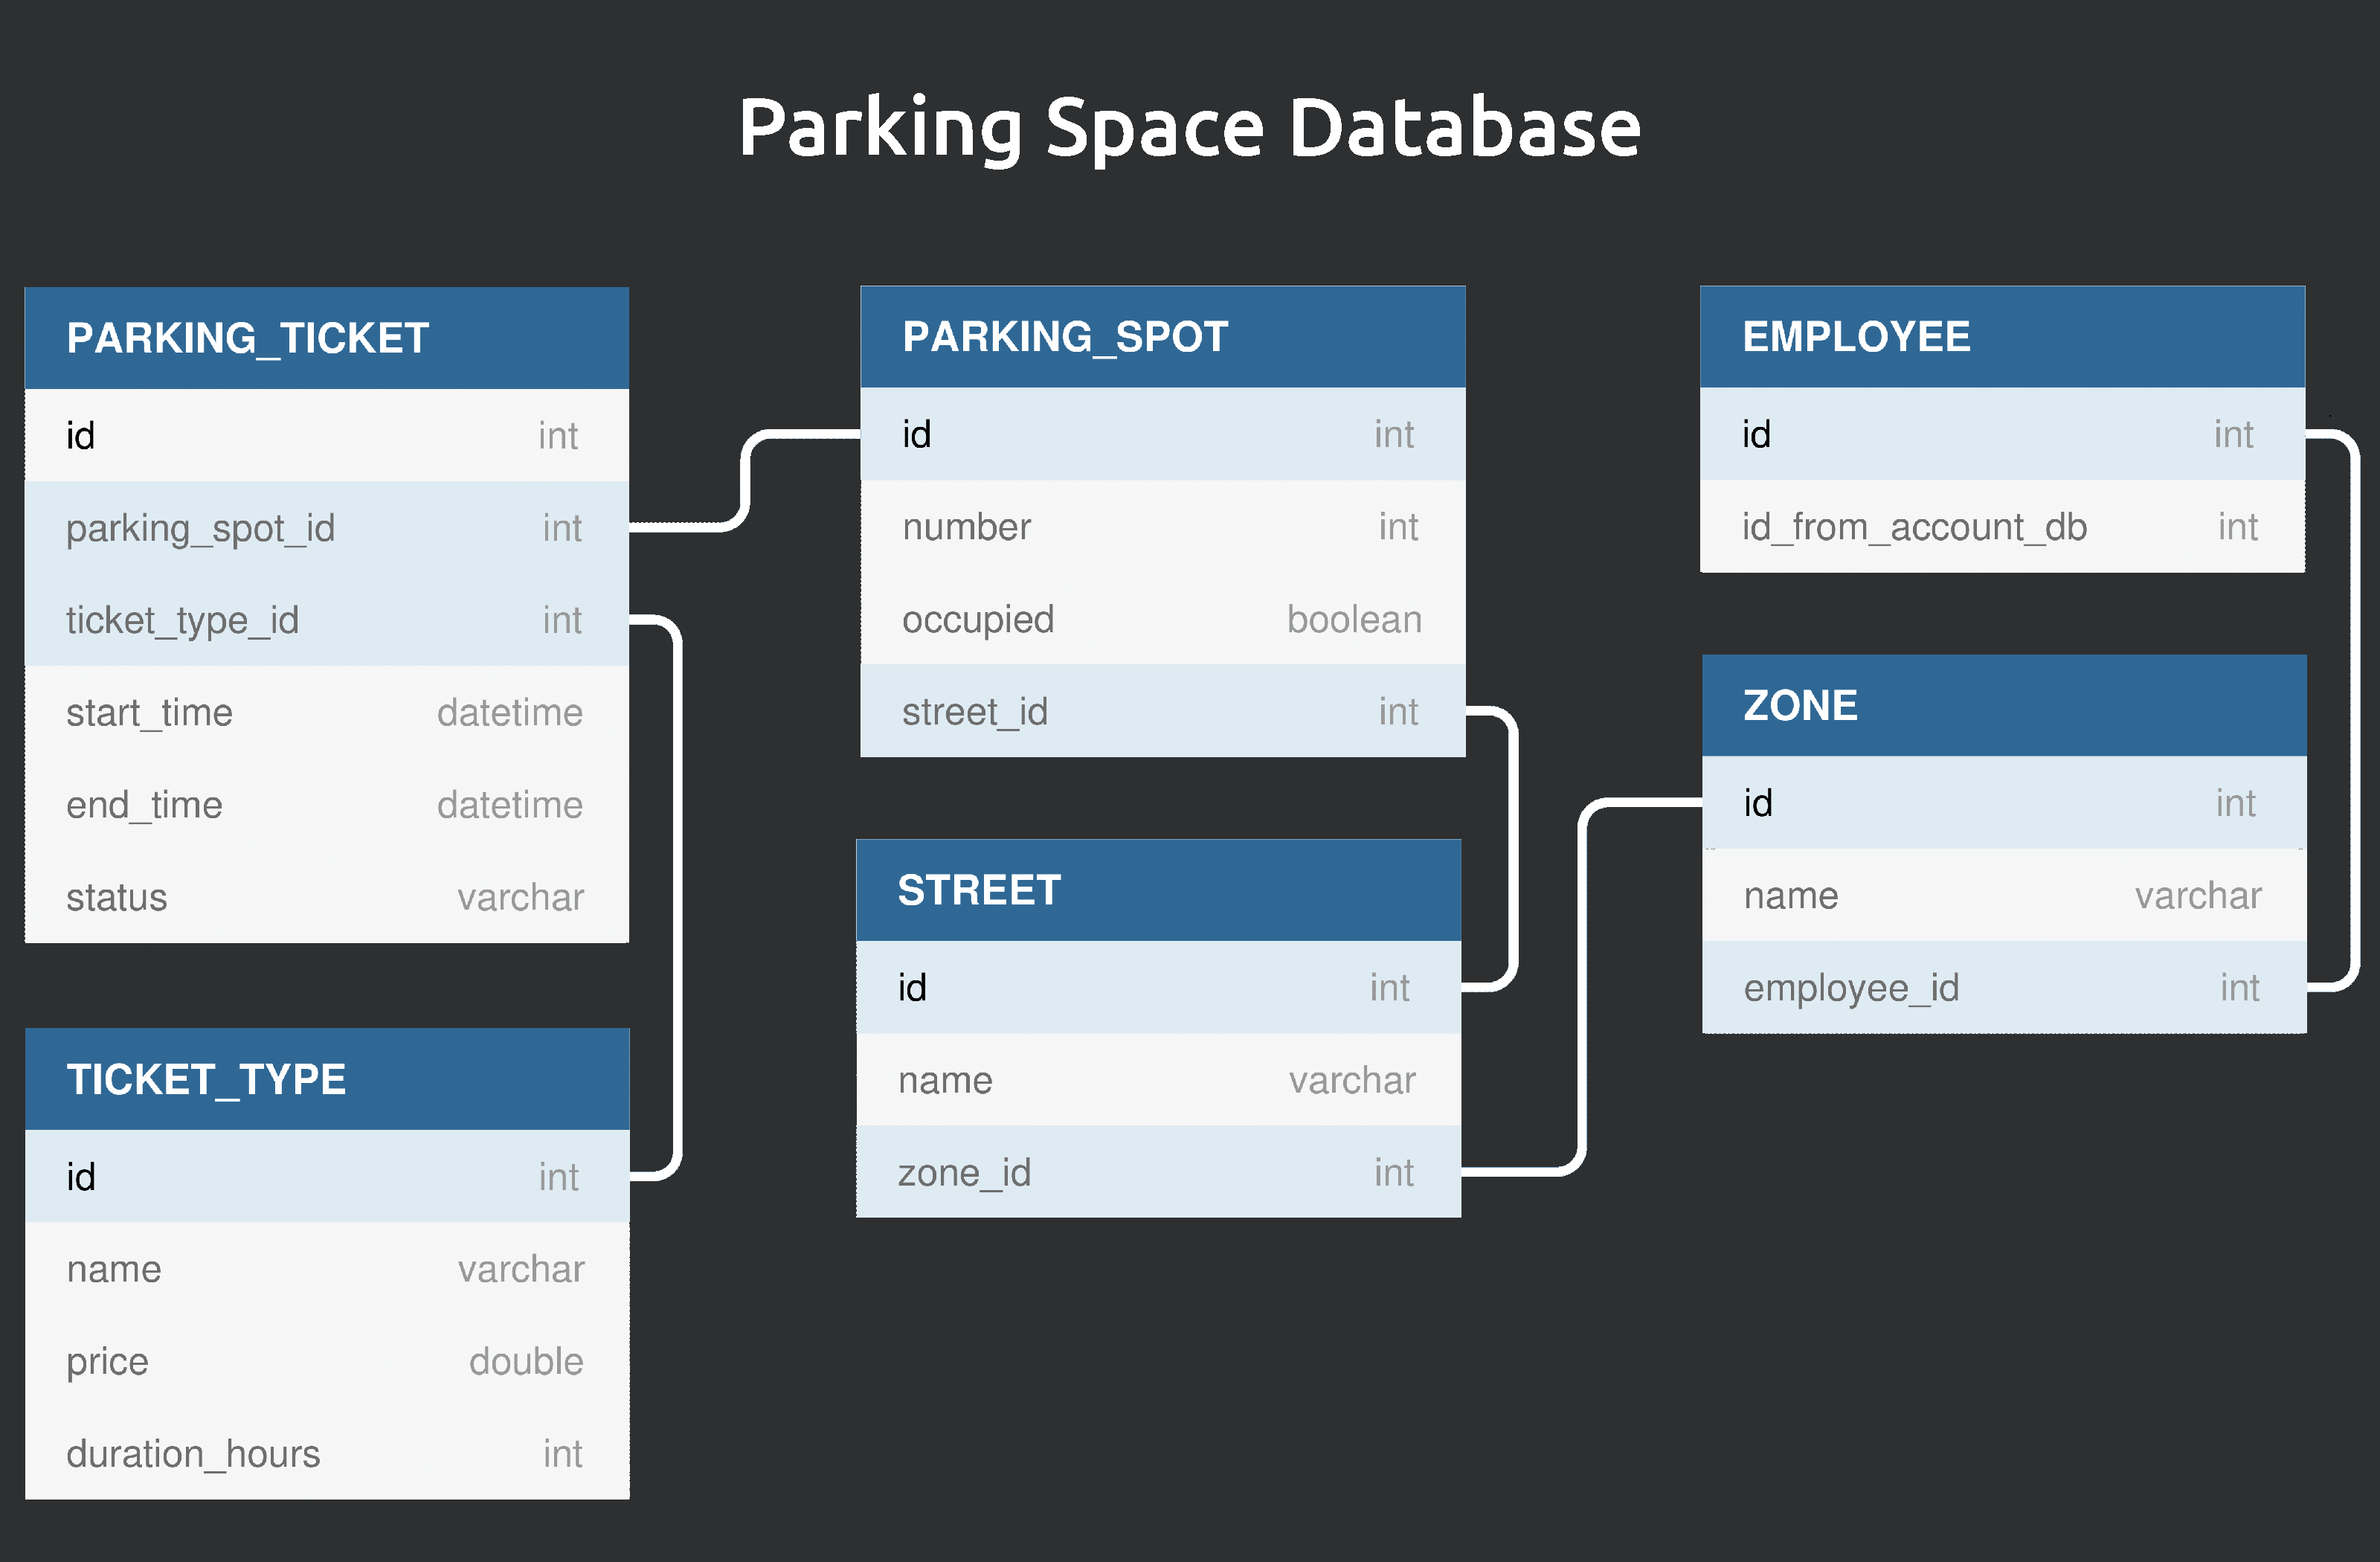 Parking Space Database
PARKING_TICKET
id int
parking_spot_id int
ticket_type_id int
start_time datetime
end_time datetime
status varchar
TICKET_TYPE
id int
name varchar
price double
duration_hours int
PARKING_SPOT
id int
number int
occupied boolean
street_id int
STREET
id int
name varchar
zone_id int
EMPLOYEE
id int
id_from_account_db int
ZONE
id int
name varchar
employee_id int